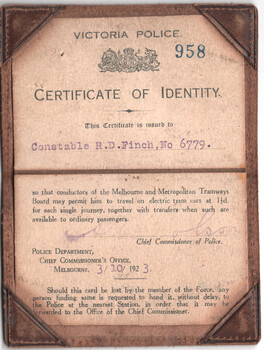 VICTORIA POLICE.
958
CERTIFICATE OF IDENTITY.
This Certificate is issued to
Constable R.D.Finch, No 6779.
so that conductors of the Melbourne and Metropolitan Tramways
Board may permit him to travel on electric tram cars at 1½d.
for each single journey, together with transfers when such are
available to ordinary passengers.
Chief Commissioner of Police.
POLICE DEPARTMENT,
CHIEF COMMISSIONER'S OFFICE,
MELBOURNE, 3/10/1923.
Should this card be lost by the member of the Force, any
person finding same is requested to hand it, without delay, to
the Police at the nearest Station, in order that it may be
forwarded to the Office of the Chief Commissioner.